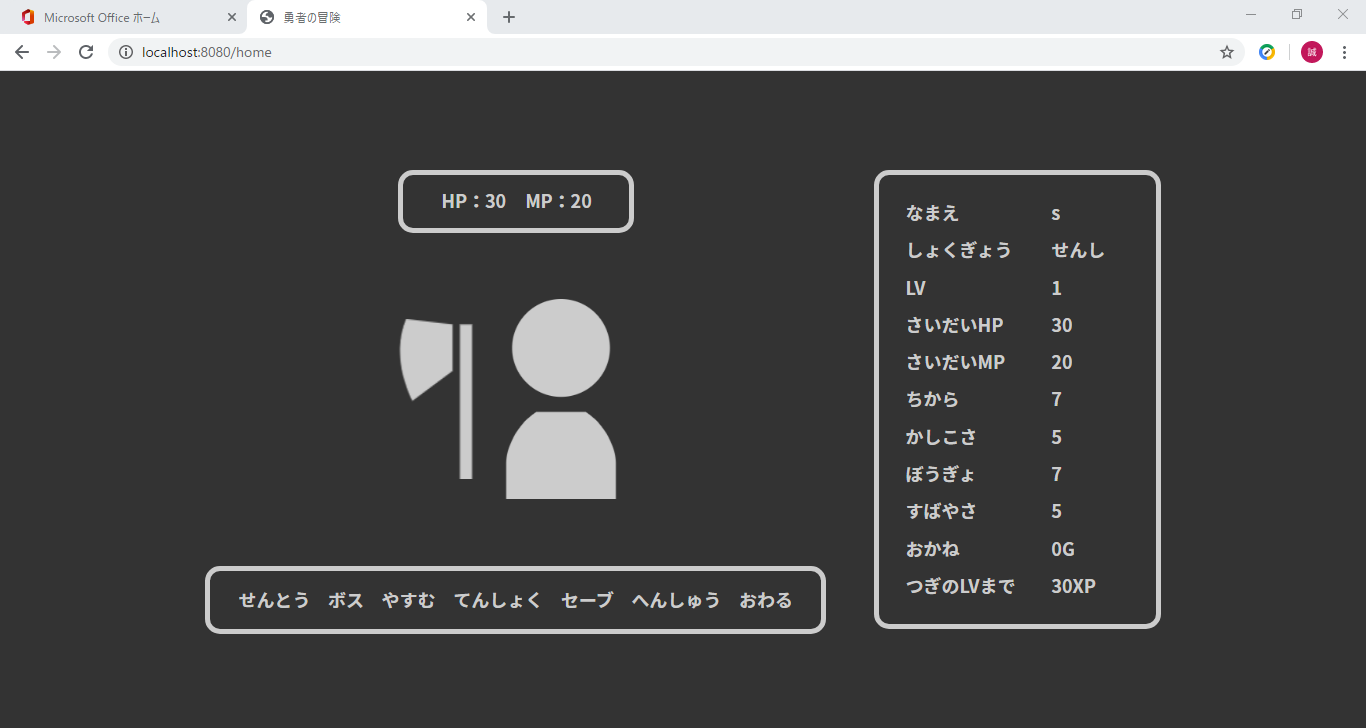 Microsoft Office ホーム
勇者の冒険
localhost:8080/home
誠
HP：30　MP：20
せんとう　ボス　やすむ　てんしょく　セーブ　へんしゅう　おわる
なまえ　s
しょくぎょう　せんし
LV　1
さいだいHP　30
さいだいMP　20
ちから　7
かしこさ　5
ぼうぎょ　7
すばやさ　5
おかね　0G
つぎのLVまで　30XP